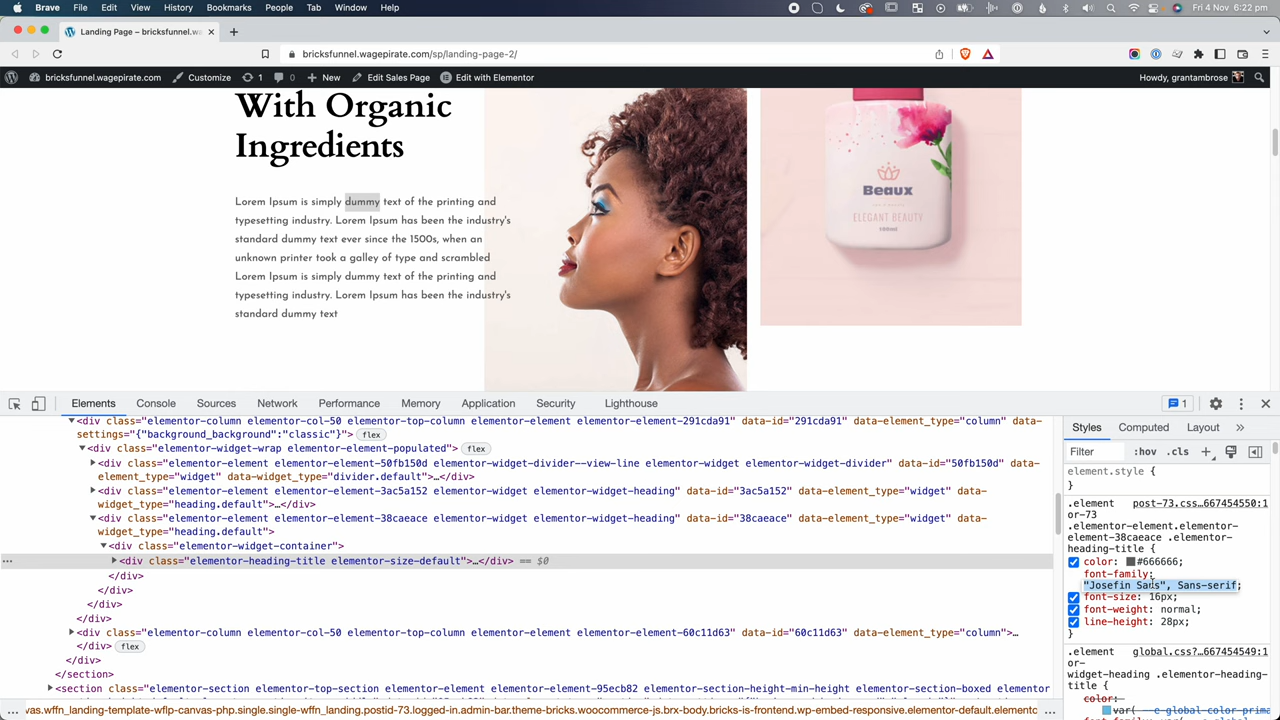 Brave File Edit View History Bookmarks People Tab Window Help Fri 4 Nov 6:22 pm
Landing Page – bricksfunnel.wa
bricksfunnel.wagepirate.com/sp/landing-page-2/
bricksfunnel.wagepirate.com Customize 1 0 New Edit Sales Page Edit with Elementor Howdy, grantambrose
With Organic
Ingredients
Lorem Ipsum is simply dummy text of the printing and
typesetting industry. Lorem Ipsum has been the industry's
standard dummy text ever since the 1500s, when an
unknown printer took a galley of type and scrambled
Lorem Ipsum is simply dummy text of the printing and
typesetting industry. Lorem Ipsum has been the industry's
standard dummy text
Beaux
ELEGANT BEAUTY
Elements Console Sources Network Performance Memory Application Security Lighthouse 1
<div class="elementor-column elementor-col-50 elementor-top-column elementor-element elementor-element-291cda91" data-id="291cda91" data-element_type="column" data-
settings="{"background_background":"classic"}"> flex
<div class="elementor-widget-wrap elementor-element-populated"> flex
<div class="elementor-element elementor-element-50fb150d elementor-widget-divider--view-line elementor-widget elementor-widget-divider" data-id="50fb150d" data-
element_type="widget" data-widget_type="divider.default">…</div>
<div class="elementor-element elementor-element-3ac5a152 elementor-widget elementor-widget-heading" data-id="3ac5a152" data-element_type="widget" data-
widget_type="heading.default">…</div>
<div class="elementor-element elementor-element-38caeace elementor-widget elementor-widget-heading" data-id="38caeace" data-element_type="widget" data-
widget_type="heading.default">
<div class="elementor-widget-container">
<div class="elementor-heading-title elementor-size-default">…</div> == $0
</div>
</div>
</div>
</div>
<div class="elementor-column elementor-col-50 elementor-top-column elementor-element elementor-element-60c11d63" data-id="60c11d63" data-element_type="column">…
</div> flex
</div>
</section>
<section class="elementor-section elementor-top-section elementor-element elementor-element-95ecb82 elementor-section-height-min-height elementor-section-boxed elementor
... vas.wffn_landing-template-wflp-canvas-php.single.single-wffn_landing.postid-73.logged-in.admin-bar.theme-bricks.woocommerce-js.brx-body.bricks-is-frontend.wp-embed-responsive.elementor-default.elementor ...
Styles Computed Layout
Filter :hov .cls
element.style {
}
.element post-73.css…667454550:1
or-73
.elementor-element.elementor-
element-38caeace .elementor-
heading-title {
color: #666666;
font-family:
"Josefin Sans", Sans-serif;
font-size: 16px;
font-weight: normal;
line-height: 28px;
}
.element global.css?…667454549:1
or-
widget-heading .elementor-heading-
title {
color:
var( --e-global-color-prima